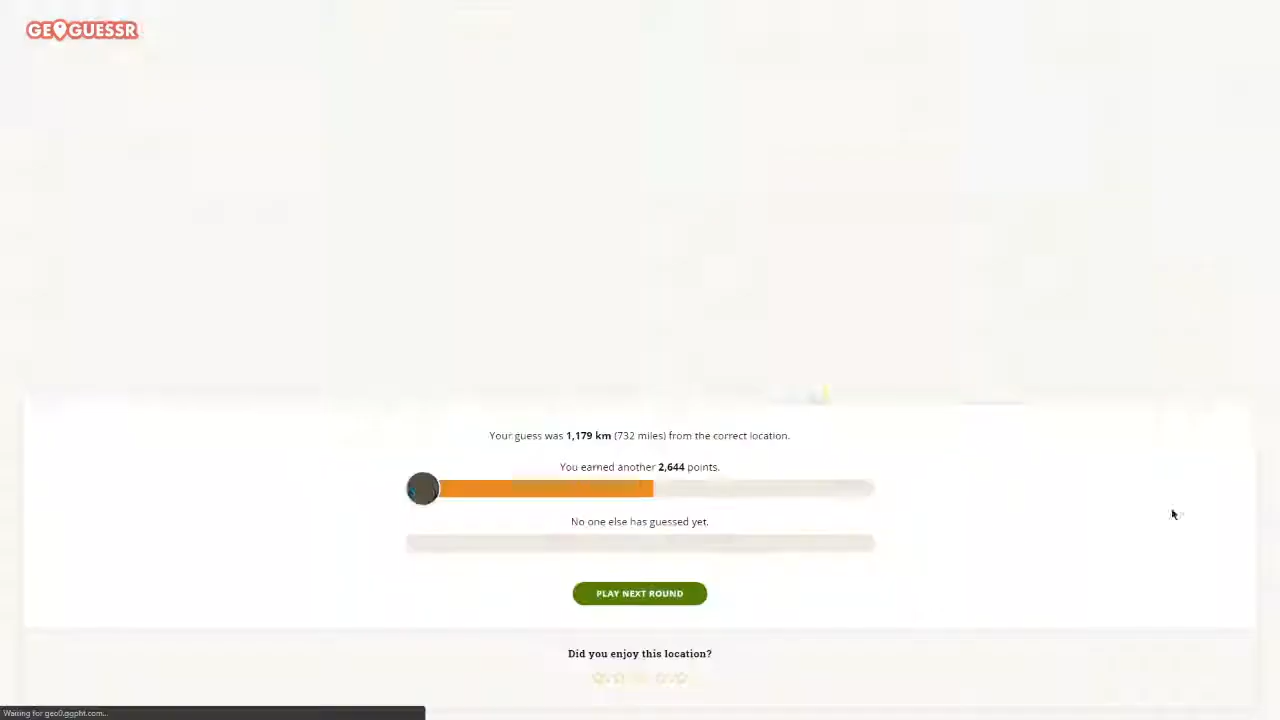 GEOGUESSR
Your guess was 1,179 km (732 miles) from the correct location.
You earned another 2,644 points.
No one else has guessed yet.
PLAY NEXT ROUND
Did you enjoy this location?
Waiting for geo0.ggpht.com...